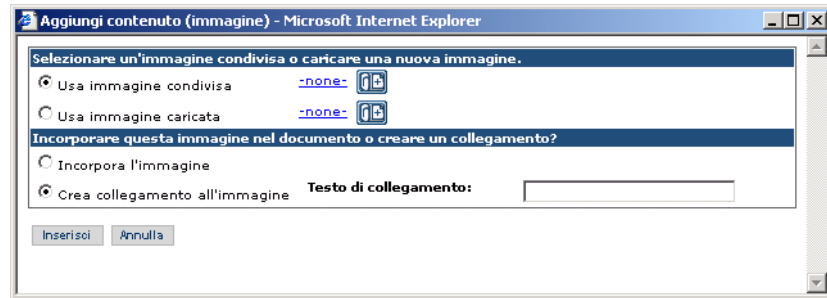 Aggiungi contenuto (immagine) - Microsoft Internet Explorer
Selezionare un'immagine condivisa o caricare una nuova immagine.
Usa immagine condivisa -none-
Usa immagine caricata -none-
Incorporare questa immagine nel documento o creare un collegamento?
Incorpora l'immagine
Crea collegamento all'immagine Testo di collegamento:
Inserisci Annulla